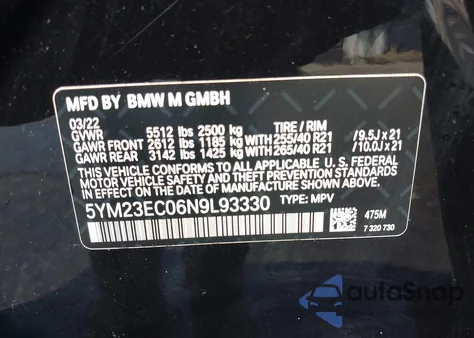 MFD BY BMW M GMBH
03/22
GVWR 5512 lbs 2500 kg TIRE / RIM
GAWR FRONT 2612 lbs 1185 kg WITH 255/40 R21 / 9.5J x 21
GAWR REAR 3142 lbs 1425 kg WITH 265/40 R21 / 10.0J x 21
THIS VEHICLE CONFORMS TO ALL APPLICABLE U. S. FEDERAL
MOTOR VEHICLE SAFETY AND THEFT PREVENTION STANDARDS
IN EFFECT ON THE DATE OF MANUFACTURE SHOWN ABOVE.
5YM23EC06N9L93330 TYPE: MPV
475M
7 320 730
autoSnap